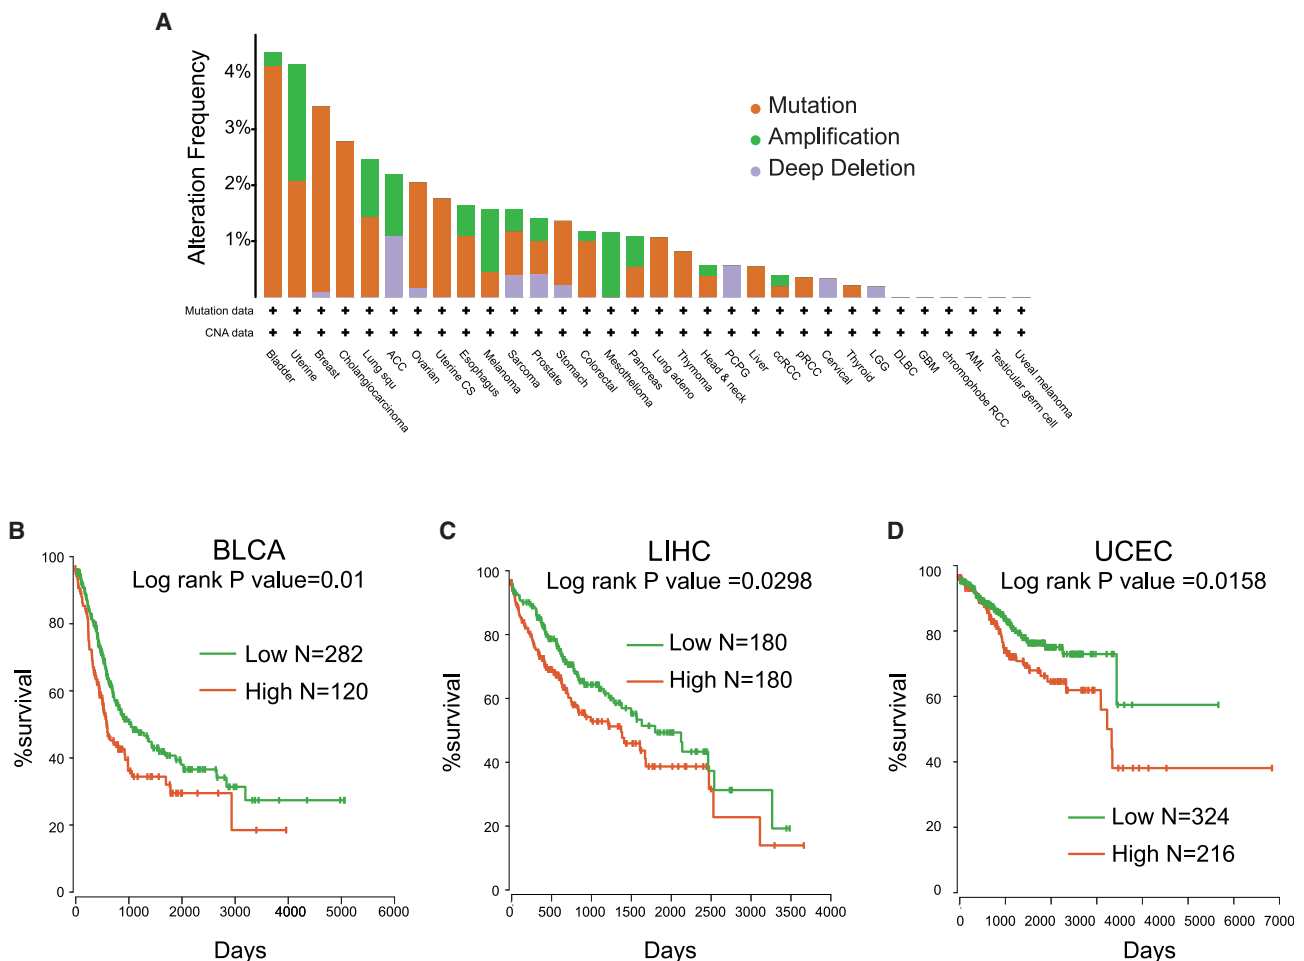 A
Alteration Frequency
4%
3%
2%
1%
Mutation
Amplification
Deep Deletion
Mutation data + + + + + + + + + + + + + + + + + + + + + + + + + + + + + + + +
CNA data + + + + + + + + + + + + + + + + + + + + + + + + + + + + + + + +
Bladder
Uterine
Breast
Cholangiocarcinoma
Lung squ
ACC
Ovarian
Uterine CS
Esophagus
Melanoma
Sarcoma
Prostate
Stomach
Colorectal
Mesothelioma
Pancreas
Lung adeno
Thymoma
Head & neck
PCPG
Liver
ccRCC
pRCC
Cervical
Thyroid
LGG
DLBC
GBM
chromophobe RCC
AML
Testicular germ cell
Uveal melanoma
B
BLCA
Log rank P value=0.01
Low N=282
High N=120
%survival
100
80
60
40
20
0
0 1000 2000 3000 4000 5000 6000
Days
C
LIHC
Log rank P value =0.0298
Low N=180
High N=180
%survival
100
80
60
40
20
0
0 500 1000 1500 2000 2500 3000 3500 4000
Days
D
UCEC
Log rank P value =0.0158
Low N=324
High N=216
%survival
100
80
60
40
20
0
0 1000 2000 3000 4000 5000 6000 7000
Days